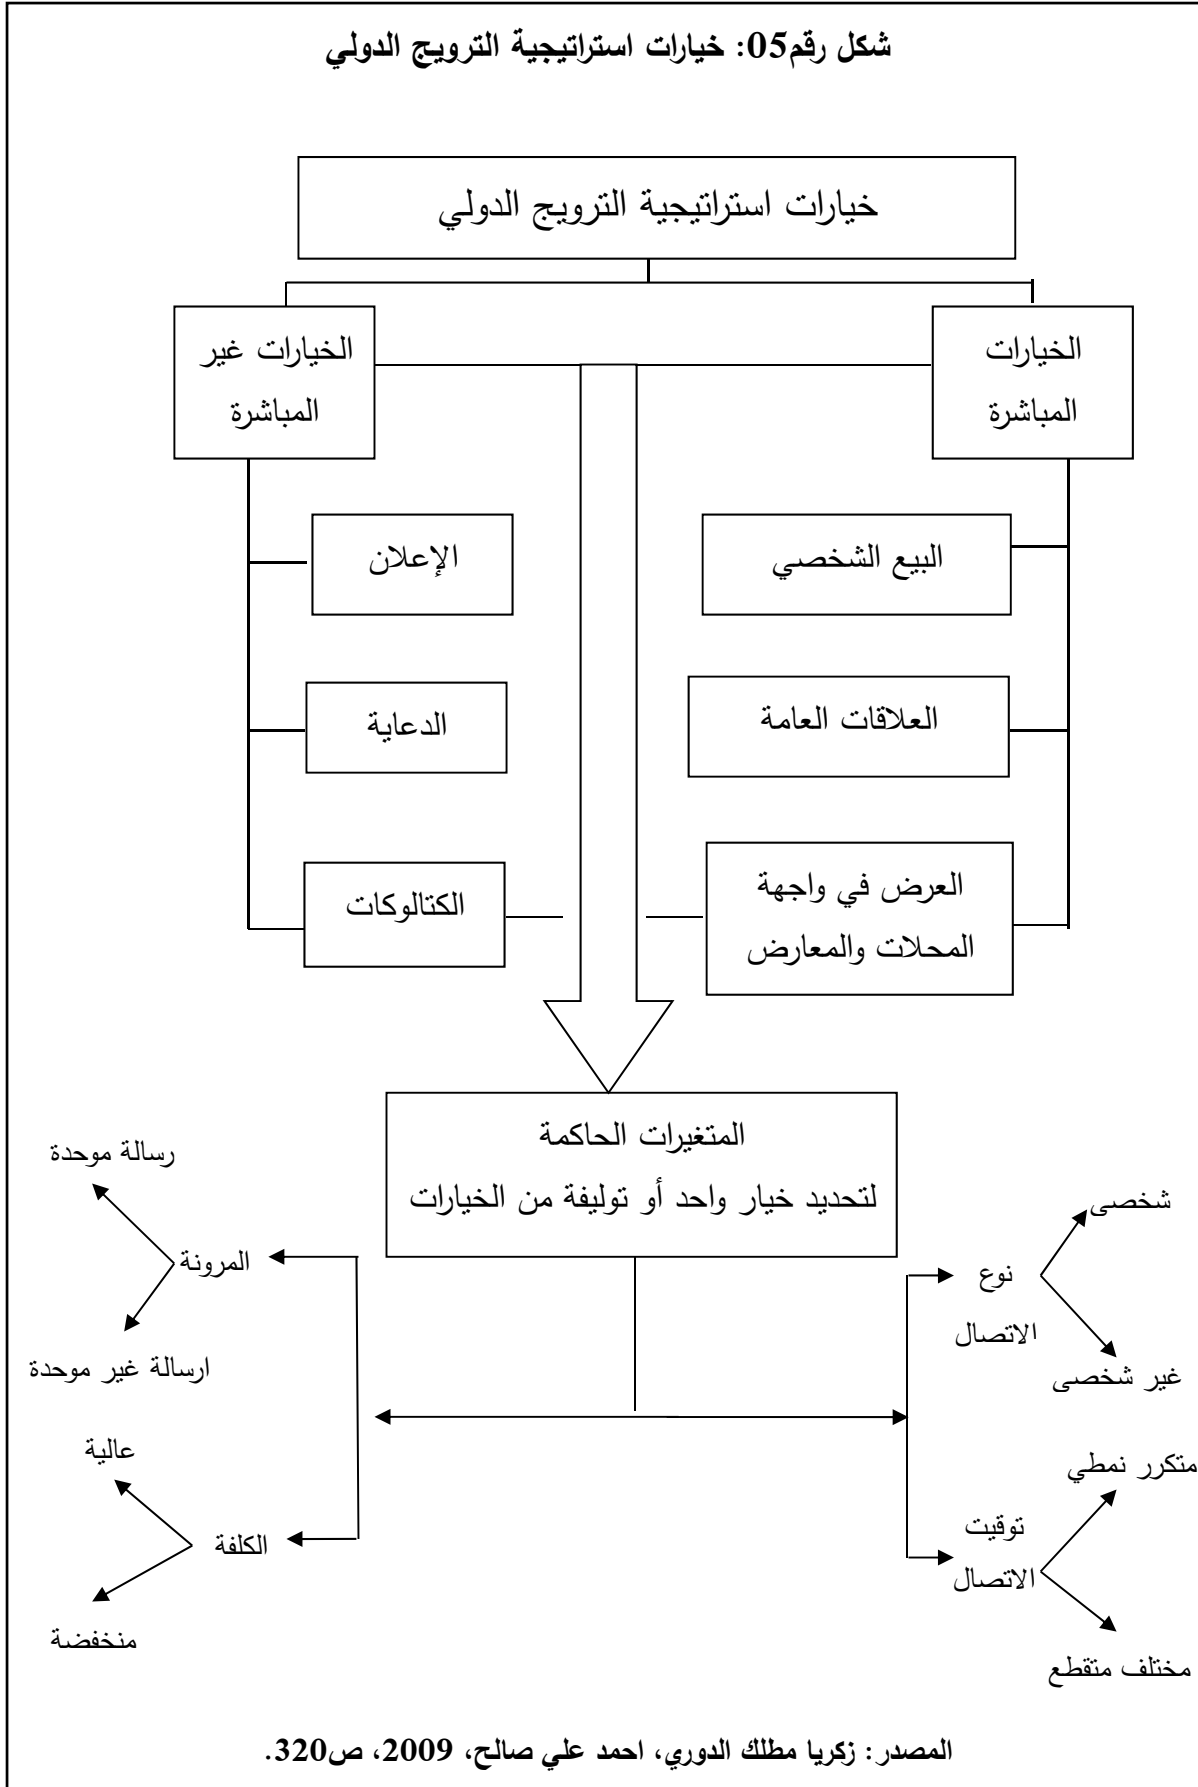 شكل رقم05: خيارات استراتيجية الترويج الدولي
خيارات استراتيجية الترويج الدولي
الخيارات
المباشرة
الخيارات غير
المباشرة
البيع الشخصي
الإعلان
العلاقات العامة
الدعاية
العرض في واجهة
المحلات والمعارض
الكتالوكات
المتغيرات الحاكمة
لتحديد خيار واحد أو توليفة من الخيارات
شخصى
نوع
الاتصال
غير شخصى
رسالة موحدة
المرونة
ارسالة غير موحدة
متكرر نمطي
توقيت
الاتصال
مختلف متقطع
عالية
الكلفة
منخفضة
المصدر: زكريا مطلك الدوري، احمد علي صالح، 2009، ص320.